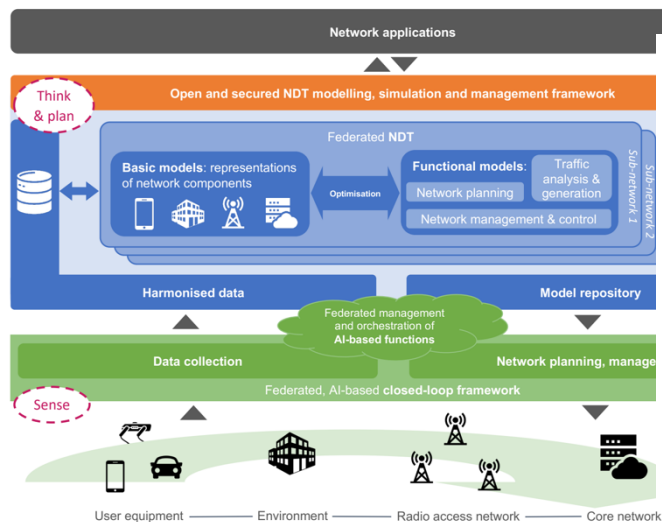 Network applications
Think
& plan
Open and secured NDT modelling, simulation and management framework
Federated NDT
Basic models: representations
of network components
Optimisation
Functional models:
Traffic
analysis &
generation
Network planning
Network management & control
Sub-network 1
Sub-network 2
Harmonised data
Model repository
Federated management
and orchestration of
AI-based functions
Data collection
Network planning, manage
Federated, AI-based closed-loop framework
Sense
User equipment
Environment
Radio access network
Core network